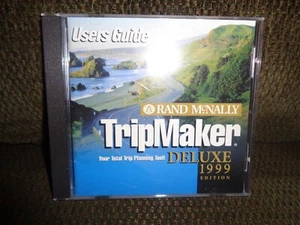 Users Guide
RAND McNALLY
TripMaker®
Your Total Trip Planning Tool!
DELUXE
1999
EDITION